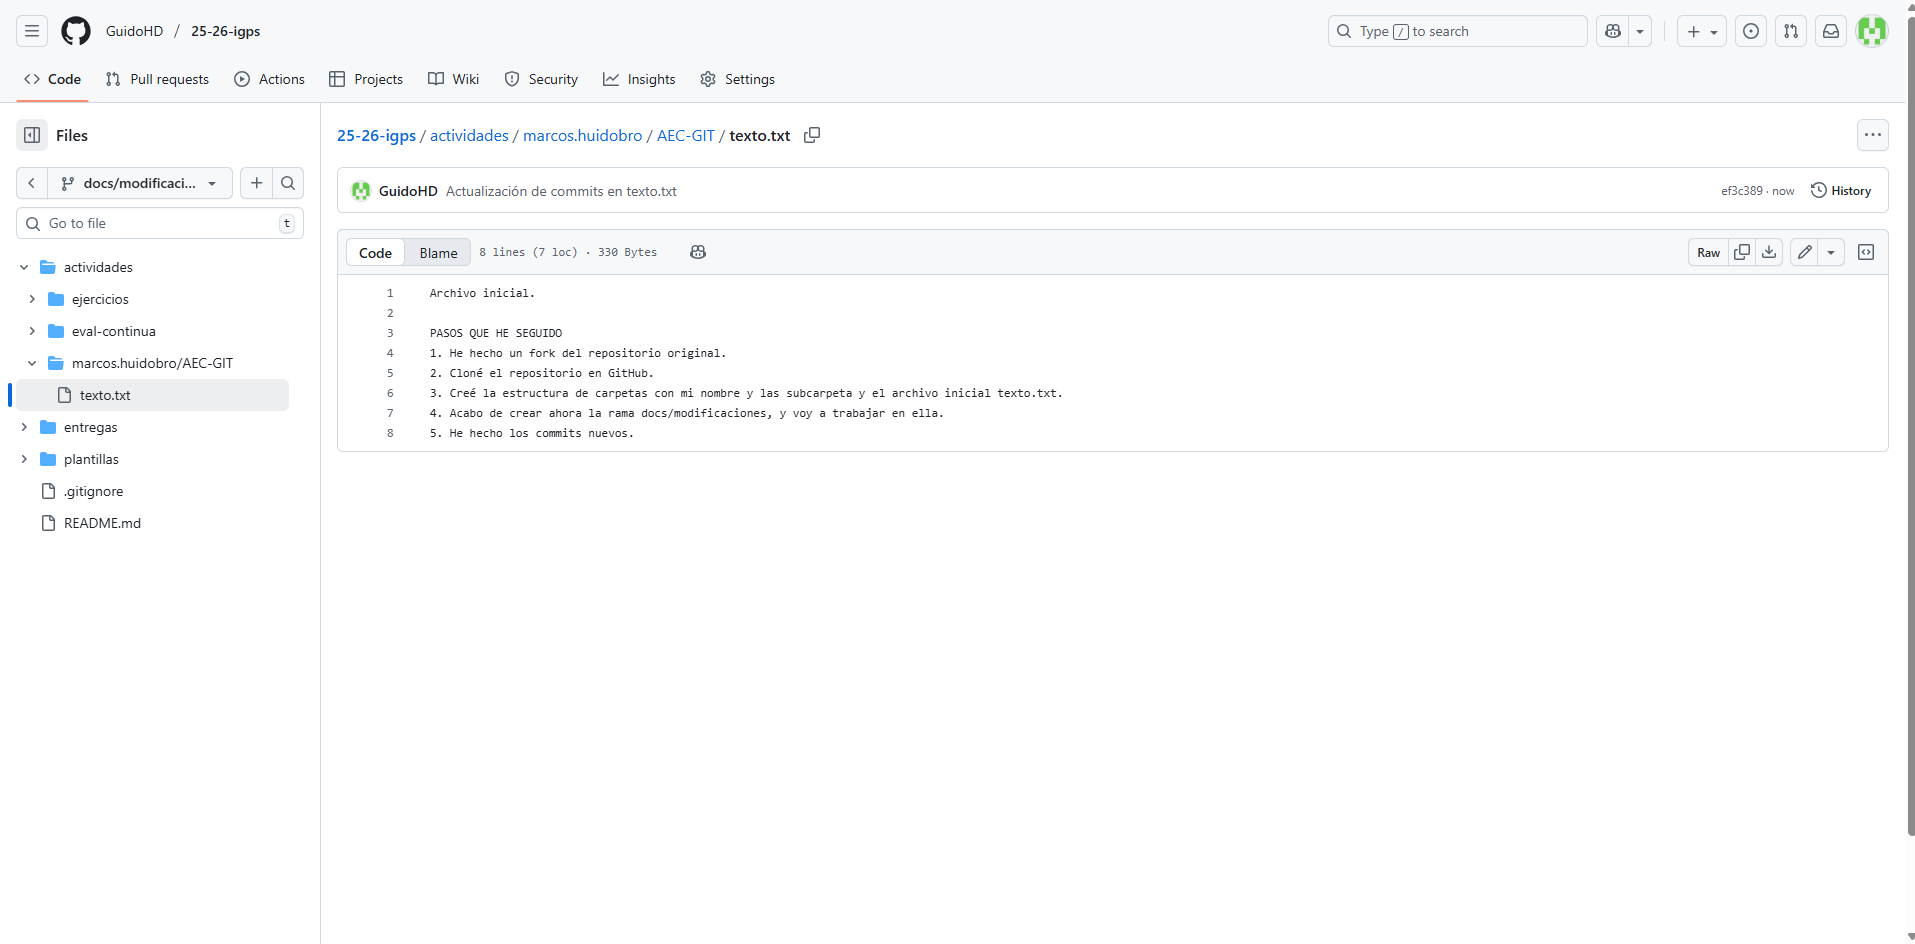 GuidoHD / 25-26-igps
Type / to search
Code Pull requests Actions Projects Wiki Security Insights Settings
Files
docs/modificaci...
Go to file t
actividades
ejercicios
eval-continua
marcos.huidobro/AEC-GIT
texto.txt
entregas
plantillas
.gitignore
README.md
25-26-igps / actividades / marcos.huidobro / AEC-GIT / texto.txt
GuidoHD Actualización de commits en texto.txt ef3c389 · now History
Code Blame 8 lines (7 loc) · 330 Bytes Raw
1 Archivo inicial.
2
3 PASOS QUE HE SEGUIDO
4 1. He hecho un fork del repositorio original.
5 2. Cloné el repositorio en GitHub.
6 3. Creé la estructura de carpetas con mi nombre y las subcarpeta y el archivo inicial texto.txt.
7 4. Acabo de crear ahora la rama docs/modificaciones, y voy a trabajar en ella.
8 5. He hecho los commits nuevos.